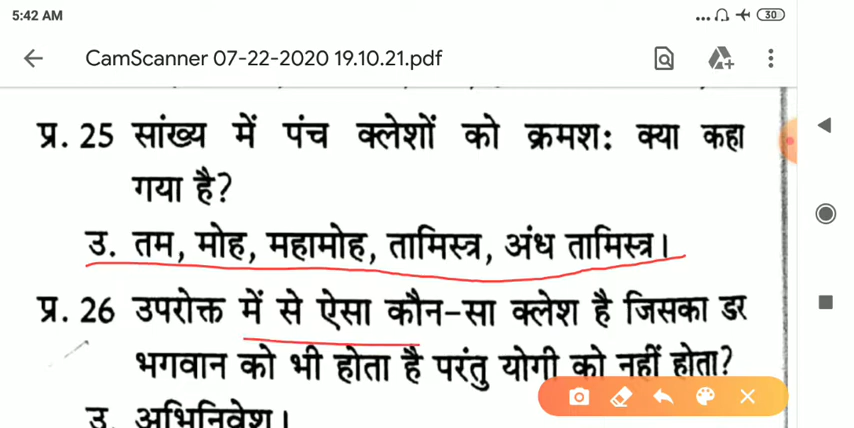 5:42 AM
30
CamScanner 07-22-2020 19.10.21.pdf
प्र. 25 सांख्य में पंच क्लेशों को क्रमशः क्या कहा
गया है?
उ. तम, मोह, महामोह, तामिस्त्र, अंध तामिस्त्र।
प्र. 26 उपरोक्त में से ऐसा कौन-सा क्लेश है जिसका डर
भगवान को भी होता है परंतु योगी को नहीं होता?
उ. अभिनिवेश।